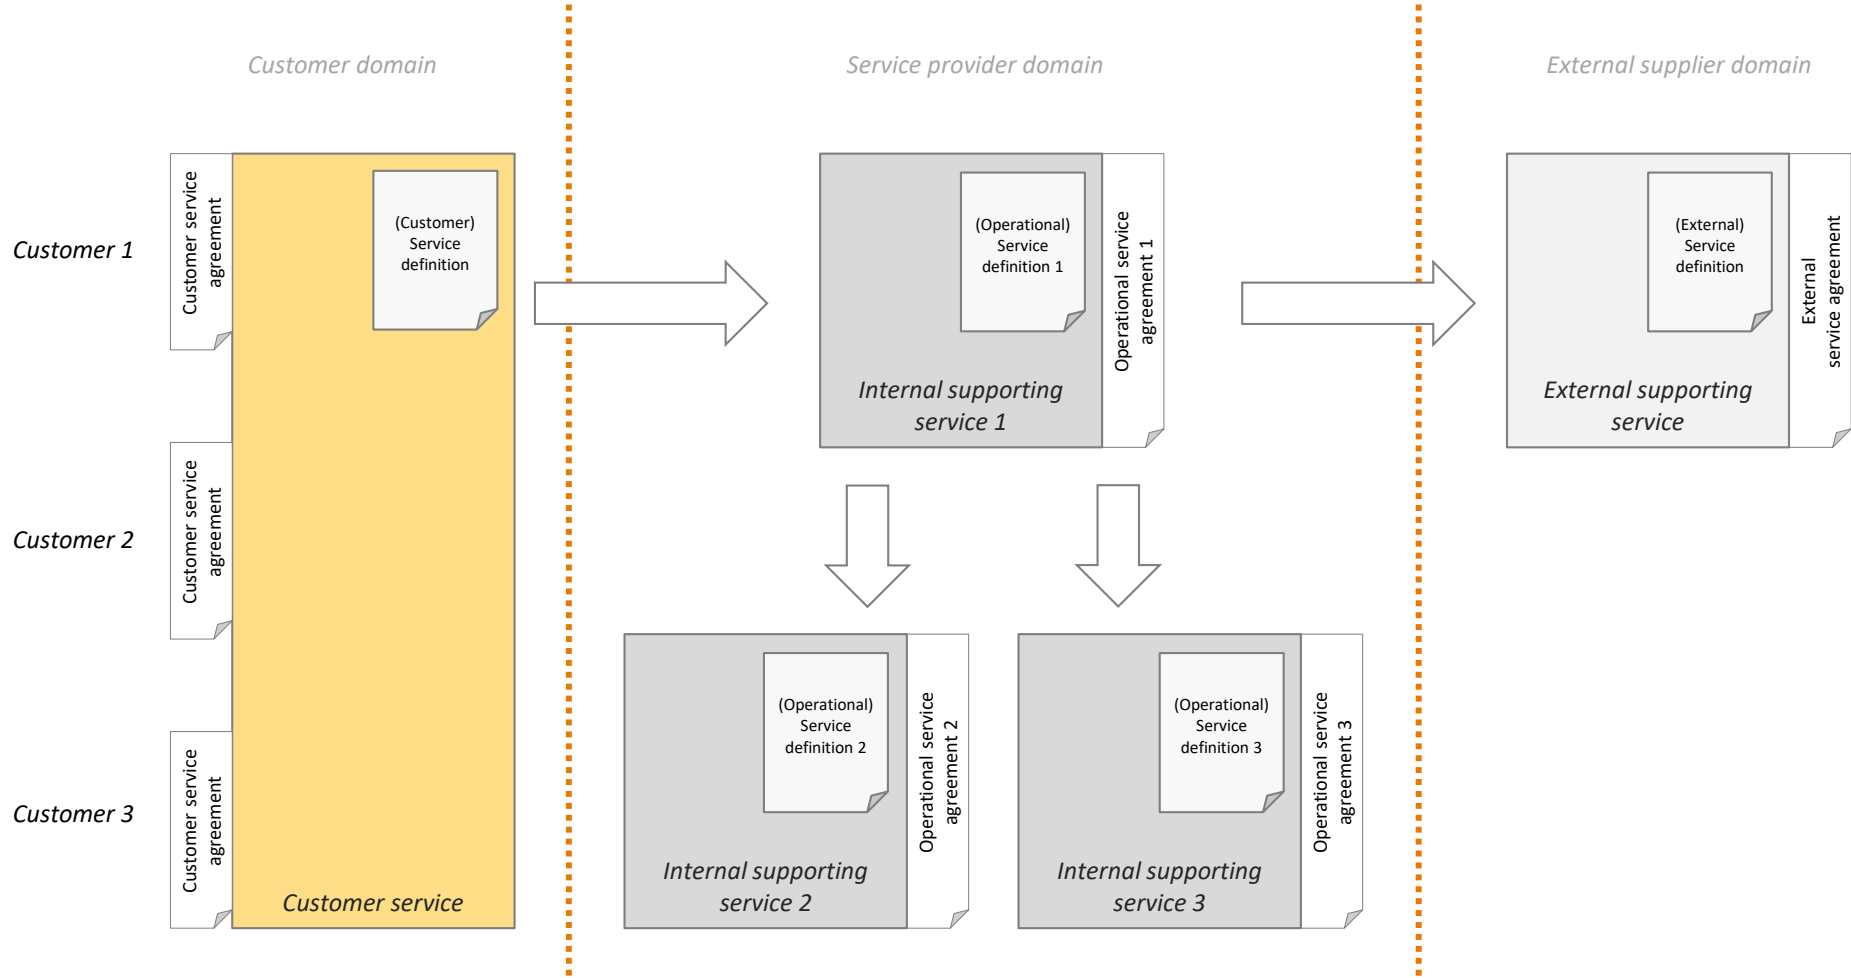 Customer domain
Service provider domain
External supplier domain
Customer 1
Customer service
agreement
(Customer)
Service
definition
(Operational)
Service
definition 1
Operational service
agreement 1
Internal supporting
service 1
(External)
Service
definition
External
service agreement
External supporting
service
Customer 2
Customer service
agreement
Customer 3
Customer service
agreement
Customer service
(Operational)
Service
definition 2
Operational service
agreement 2
Internal supporting
service 2
(Operational)
Service
definition 3
Operational service
agreement 3
Internal supporting
service 3